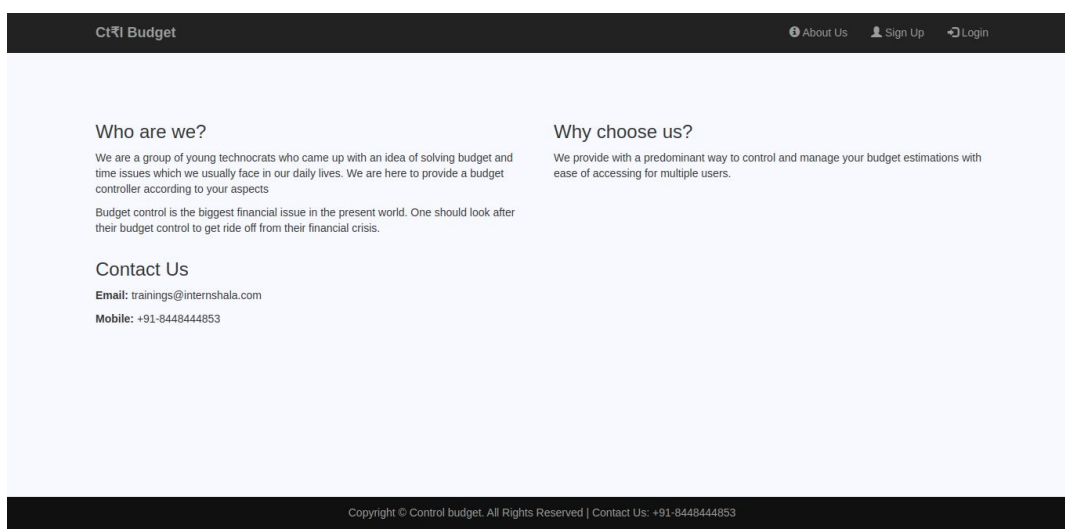 Ct₹l Budget
About Us
Sign Up
Login
Who are we?
We are a group of young technocrats who came up with an idea of solving budget and
time issues which we usually face in our daily lives. We are here to provide a budget
controller according to your aspects
Budget control is the biggest financial issue in the present world. One should look after
their budget control to get ride off from their financial crisis.
Contact Us
Email: trainings@internshala.com
Mobile: +91-8448444853
Why choose us?
We provide with a predominant way to control and manage your budget estimations with
ease of accessing for multiple users.
Copyright © Control budget. All Rights Reserved | Contact Us: +91-8448444853